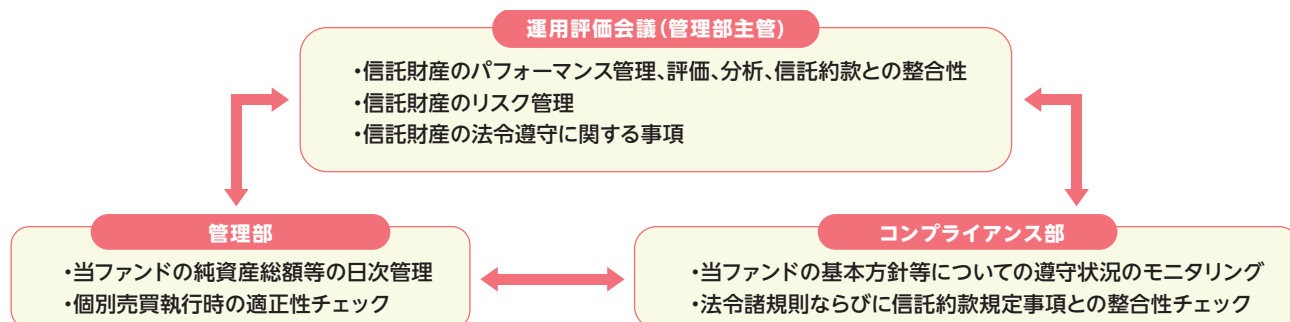 運用評価会議(管理部主管)
・信託財産のパフォーマンス管理、評価、分析、信託約款との整合性
・信託財産のリスク管理
・信託財産の法令遵守に関する事項
管理部
・当ファンドの純資産総額等の日次管理
・個別売買執行時の適正性チェック
コンプライアンス部
・当ファンドの基本方針等についての遵守状況のモニタリング
・法令諸規則ならびに信託約款規定事項との整合性チェック